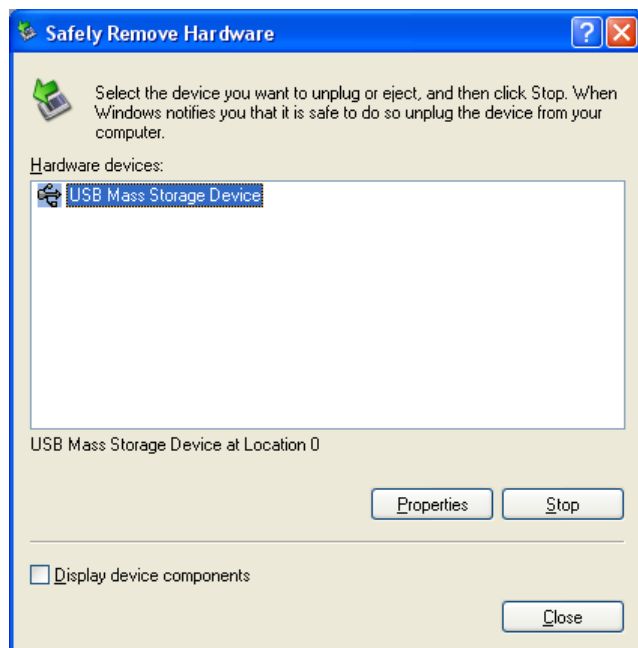 Safely Remove Hardware
Select the device you want to unplug or eject, and then click Stop. When
Windows notifies you that it is safe to do so unplug the device from your
computer.
Hardware devices:
USB Mass Storage Device
USB Mass Storage Device at Location 0
Properties Stop
Display device components
Close